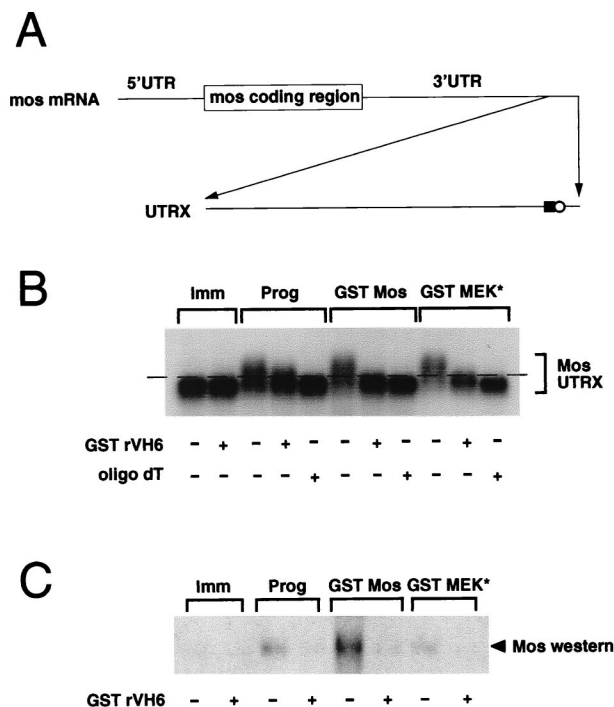 A
5'UTR
3'UTR
mos mRNA
mos coding region
UTRX
B
Imm Prog GST Mos GST MEK*
Mos
UTRX
GST rVH6 - + - + - - + - - + -
oligo dT - - - - + - - + - - +
C
Imm Prog GST Mos GST MEK*
Mos western
GST rVH6 - + - + - + - +